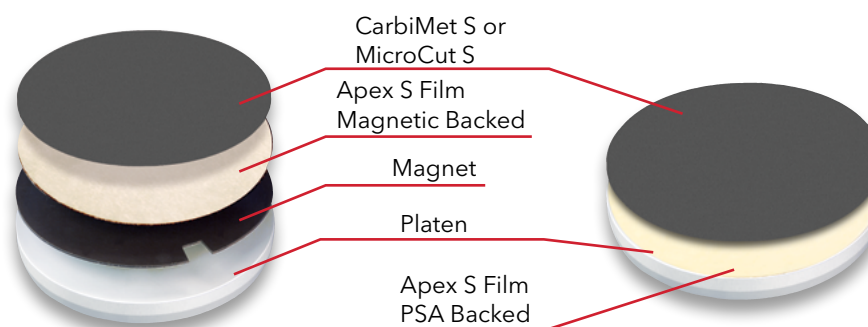 CarbiMet S or
MicroCut S
Apex S Film
Magnetic Backed
Magnet
Platen
Apex S Film
PSA Backed